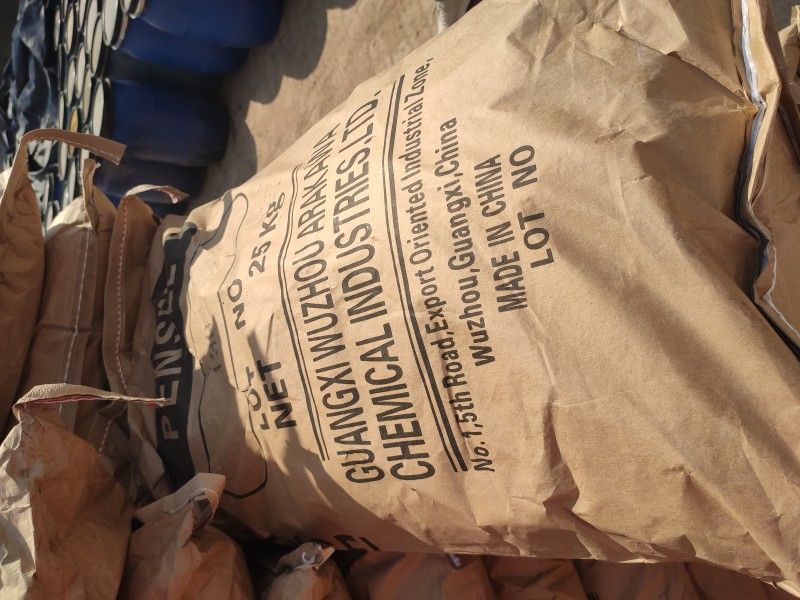 PENSEL
LOT NO
NET 25 Kg
GUANGXI WUZHOU ARAKAWA
CHEMICAL INDUSTRIES.LTD.
No.1,5th Road,Export Oriented Industrial Zone,
Wuzhou,Guangxi,China
MADE IN CHINA
LOT NO